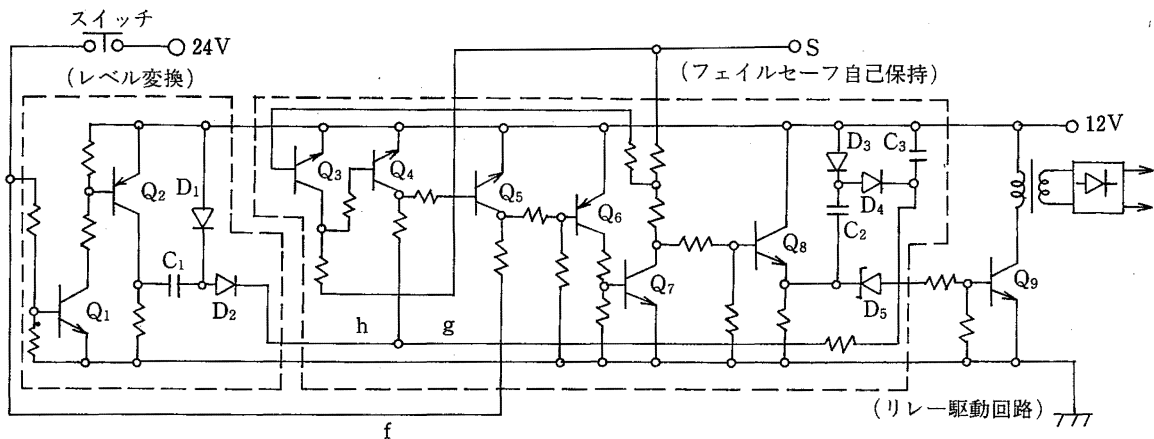 スイッチ
24V
S
(レベル変換)
(フェイルセーフ自己保持)
12V
D₃
C₃
Q₃
Q₄
Q₂
D₁
Q₅
Q₆
D₄
C₂
Q₈
C₁
D₂
Q₁
Q₇
D₅
Q₉
h
g
(リレー駆動回路)
f